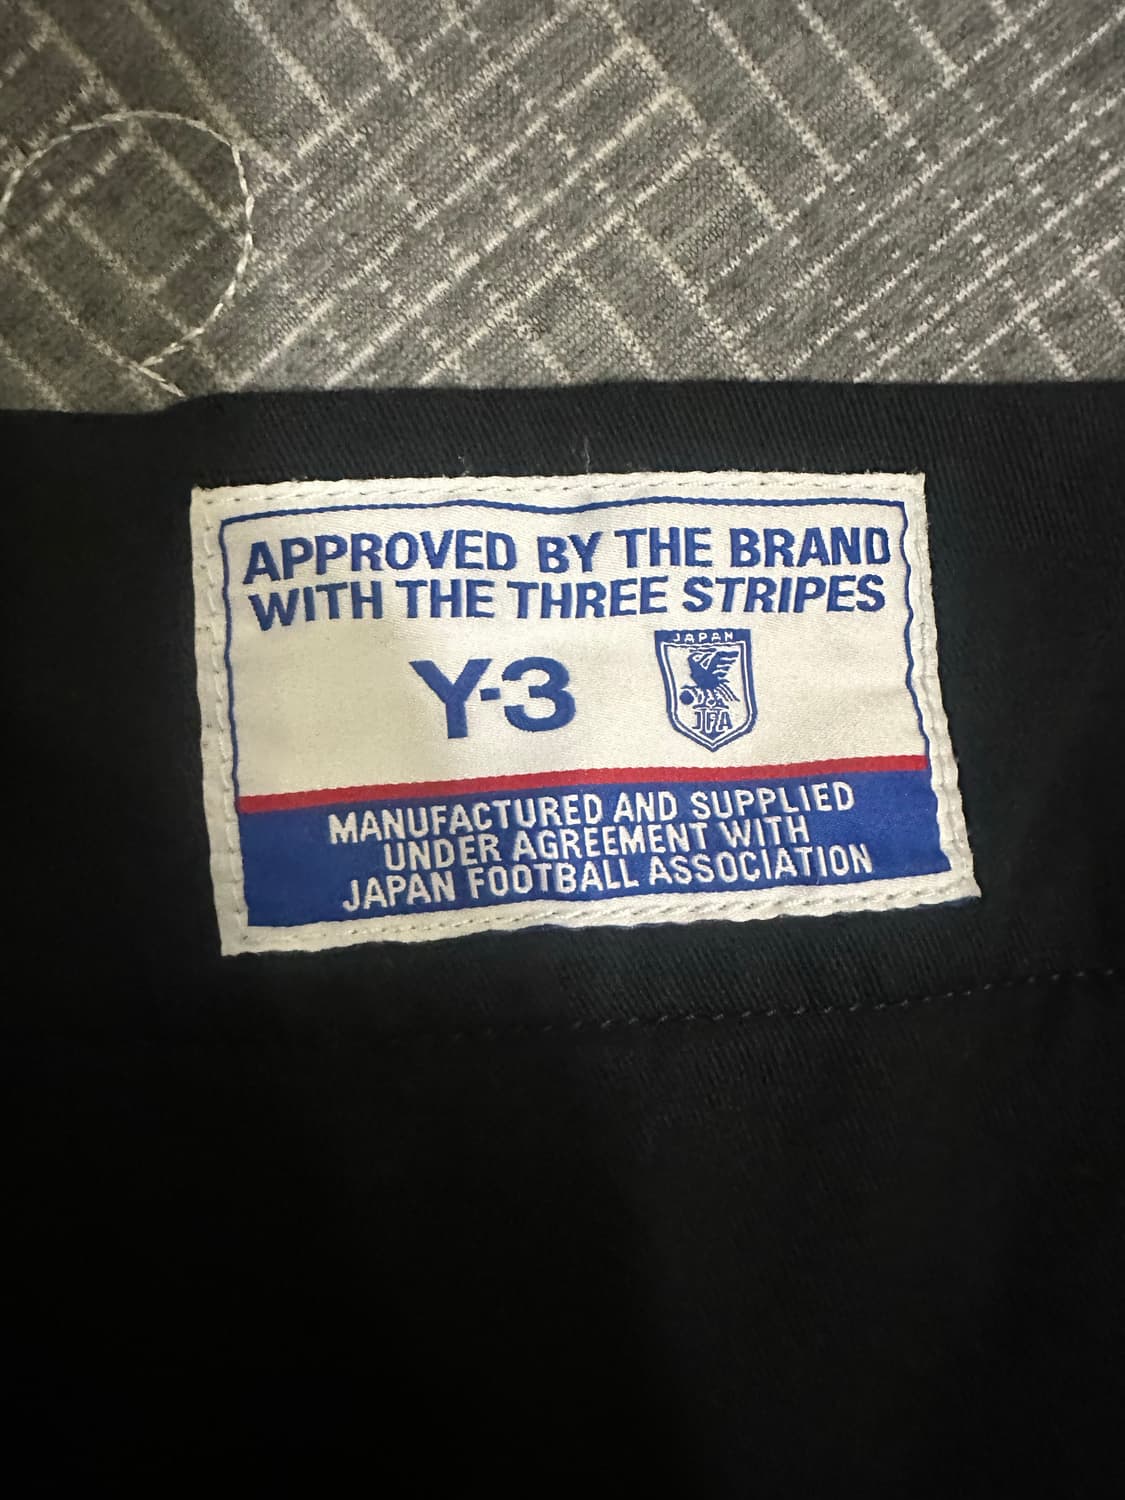 APPROVED BY THE BRAND
WITH THE THREE STRIPES
Y-3
JAPAN
JFA
MANUFACTURED AND SUPPLIED
UNDER AGREEMENT WITH
JAPAN FOOTBALL ASSOCIATION